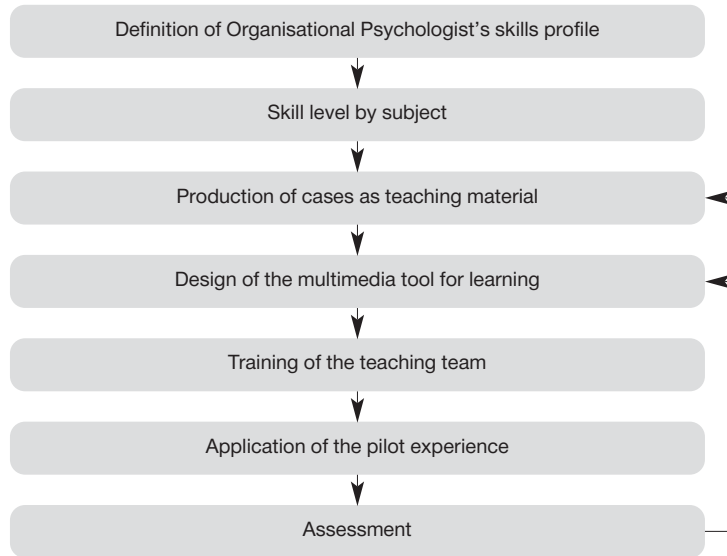 Definition of Organisational Psychologist's skills profile
Skill level by subject
Production of cases as teaching material
Design of the multimedia tool for learning
Training of the teaching team
Application of the pilot experience
Assessment